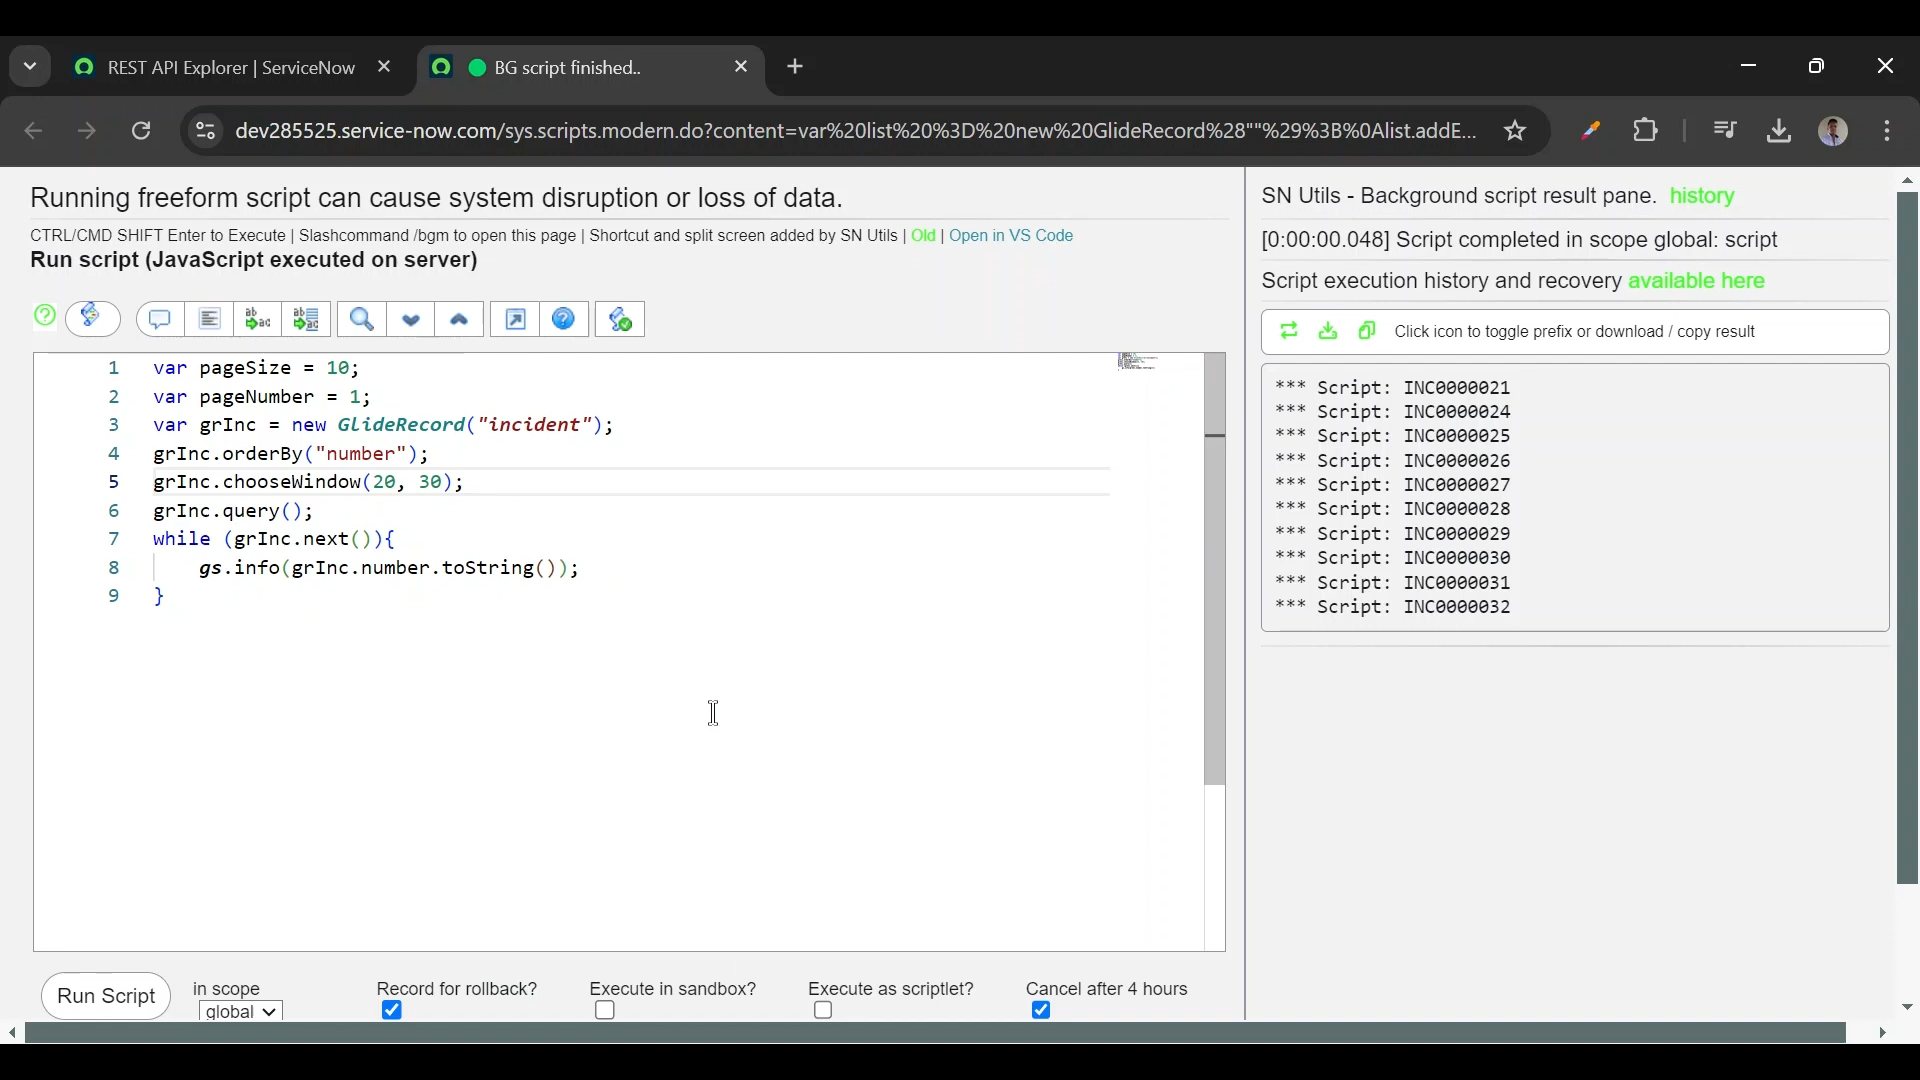 REST API Explorer | ServiceNow
BG script finished..
dev285525.service-now.com/sys.scripts.modern.do?content=var%20list%20%3D%20new%20GlideRecord%28""%29%3B%0Alist.addE...
Running freeform script can cause system disruption or loss of data.
CTRL/CMD SHIFT Enter to Execute | Slashcommand /bgm to open this page | Shortcut and split screen added by SN Utils | Old | Open in VS Code
Run script (JavaScript executed on server)
1 var pageSize = 10;
2 var pageNumber = 1;
3 var grInc = new GlideRecord("incident");
4 grInc.orderBy("number");
5 grInc.chooseWindow(20, 30);
6 grInc.query();
7 while (grInc.next()){
8 gs.info(grInc.number.toString());
9 }
Run Script
in scope
global
Record for rollback?
Execute in sandbox?
Execute as scriptlet?
Cancel after 4 hours
SN Utils - Background script result pane. history
[0:00:00.048] Script completed in scope global: script
Script execution history and recovery available here
Click icon to toggle prefix or download / copy result
*** Script: INC0000021
*** Script: INC0000024
*** Script: INC0000025
*** Script: INC0000026
*** Script: INC0000027
*** Script: INC0000028
*** Script: INC0000029
*** Script: INC0000030
*** Script: INC0000031
*** Script: INC0000032